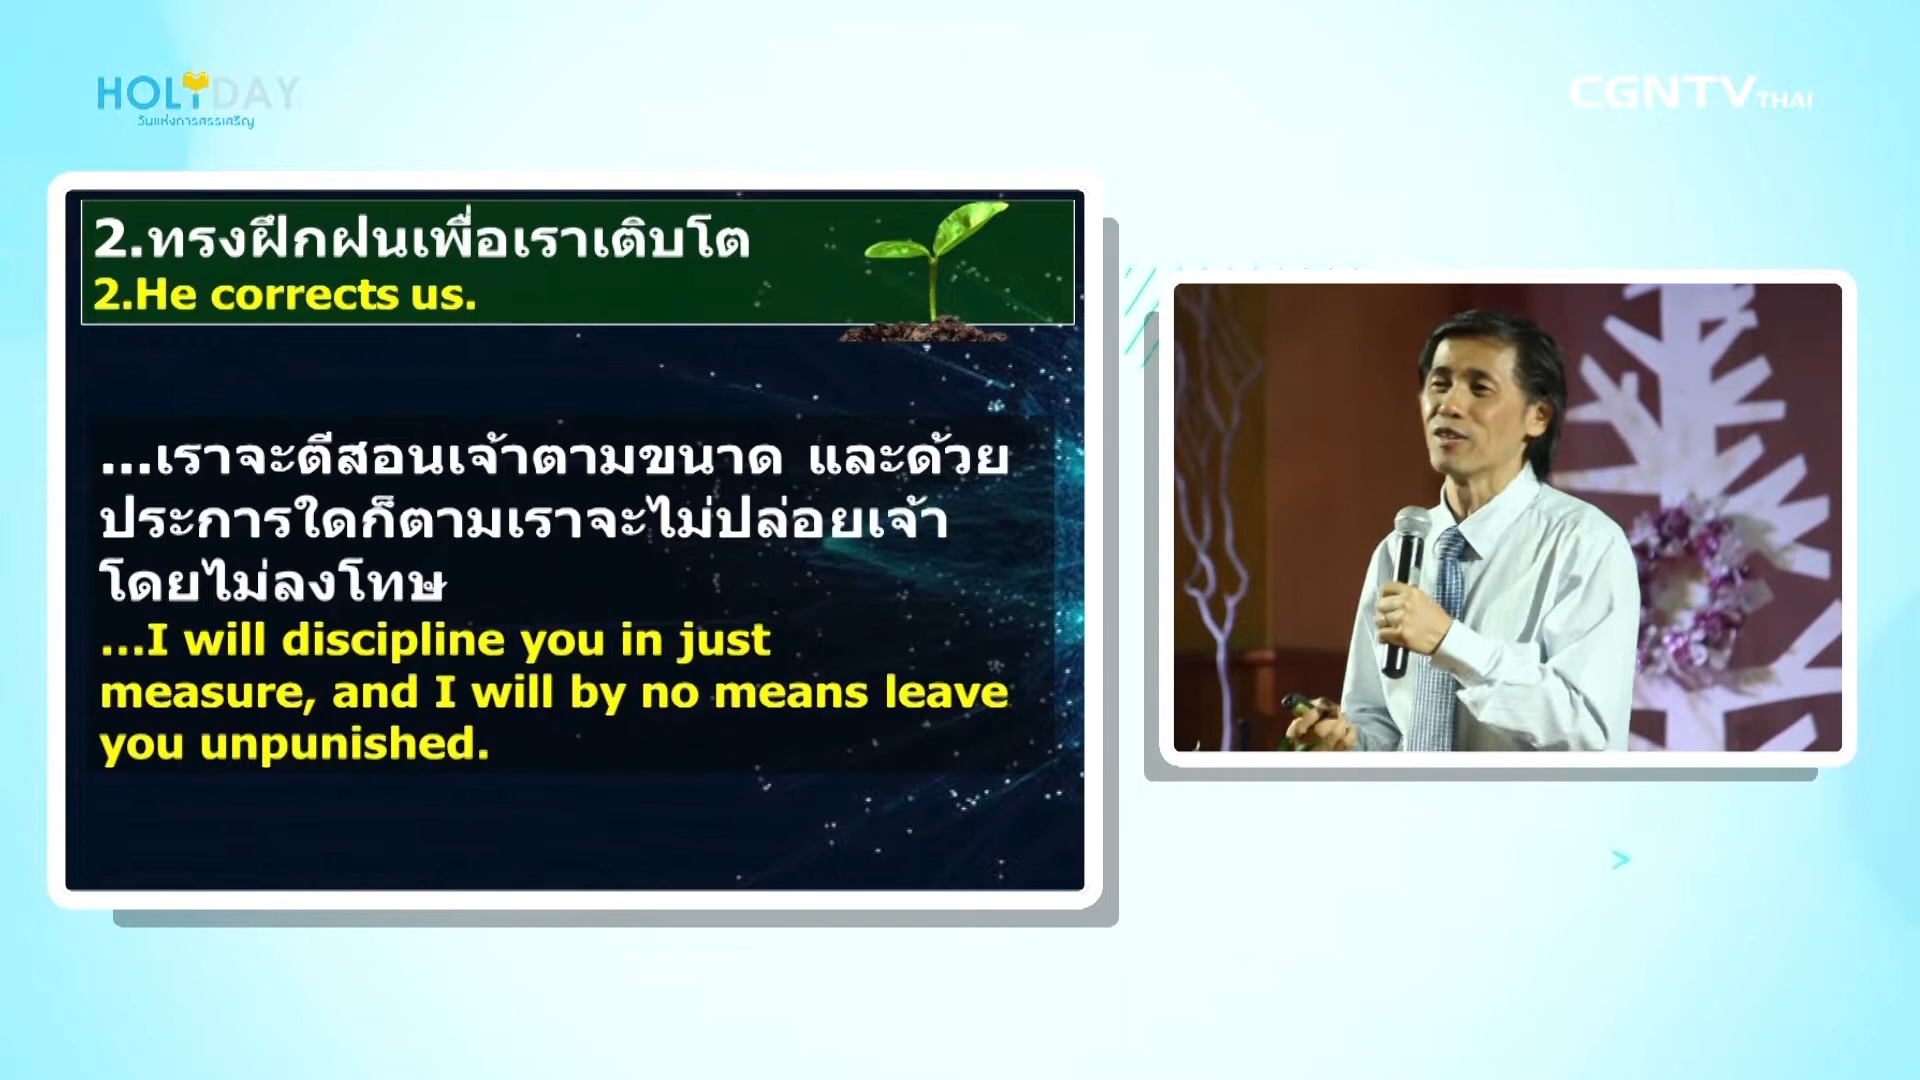 HOLYDAY
วันแห่งการสรรเสริญ
CGNTV THAI
2.ทรงฝึกฝนเพื่อเราเติบโต
2.He corrects us.
...เราจะตีสอนเจ้าตามขนาด และด้วย
ประการใดก็ตามเราจะไม่ปล่อยเจ้า
โดยไม่ลงโทษ
...I will discipline you in just
measure, and I will by no means leave
you unpunished.